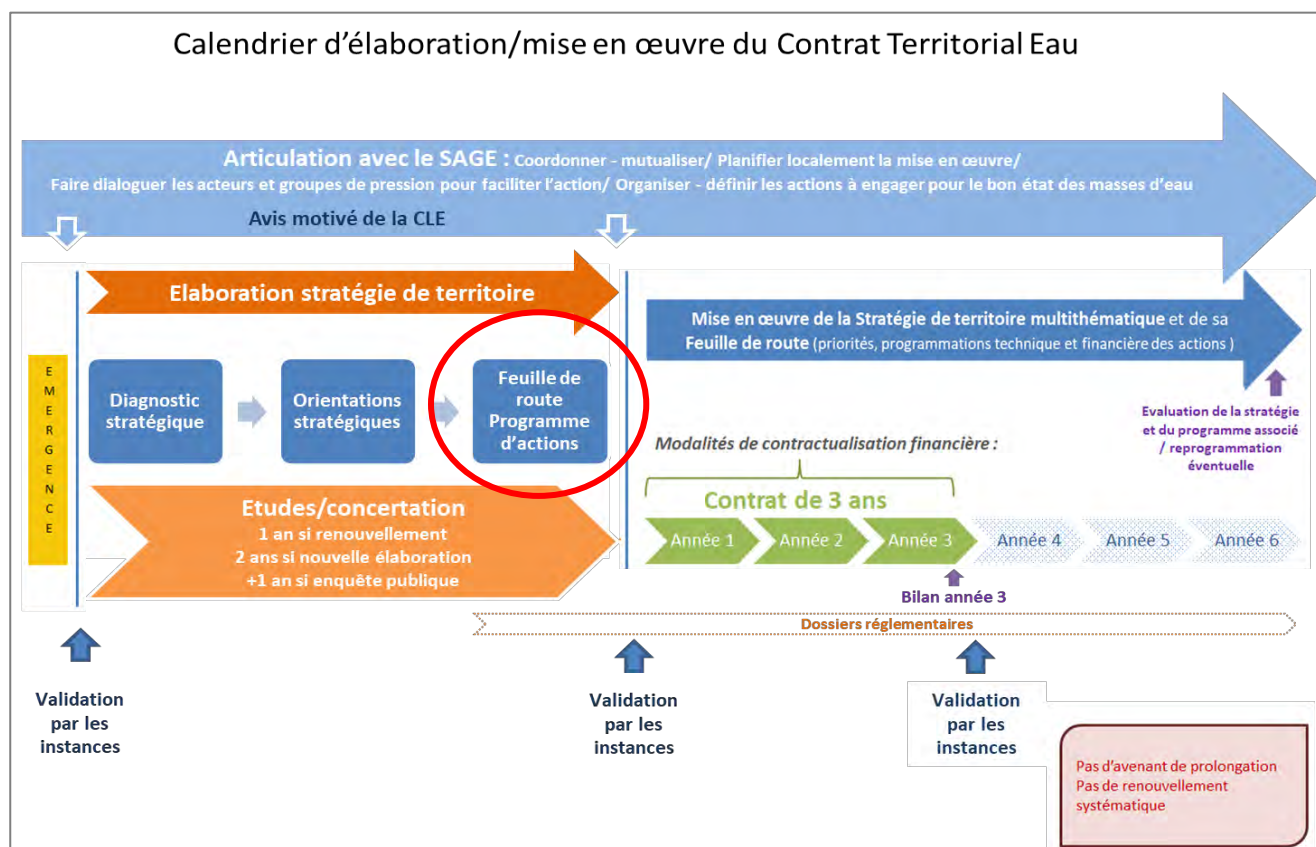 Calendrier d'élaboration/mise en œuvre du Contrat Territorial Eau
Articulation avec le SAGE : Coordonner - mutualiser/ Planifier localement la mise en œuvre/
Faire dialoguer les acteurs et groupes de pression pour faciliter l'action/ Organiser - définir les actions à engager pour le bon état des masses d'eau
Avis motivé de la CLE
EMERGENCE
Elaboration stratégie de territoire
Diagnostic
stratégique
Orientations
stratégiques
Feuille de
route
Programme
d'actions
Etudes/concertation
1 an si renouvellement
2 ans si nouvelle élaboration
+1 an si enquête publique
Mise en œuvre de la Stratégie de territoire multithématique et de sa
Feuille de route (priorités, programmations technique et financière des actions )
Evaluation de la stratégie
et du programme associé
/ reprogrammation
éventuelle
Modalités de contractualisation financière :
Contrat de 3 ans
Année 1
Année 2
Année 3
Année 4
Année 5
Année 6
Bilan année 3
Dossiers réglementaires
Validation
par les
instances
Validation
par les
instances
Validation
par les
instances
Pas d'avenant de prolongation
Pas de renouvellement
systématique